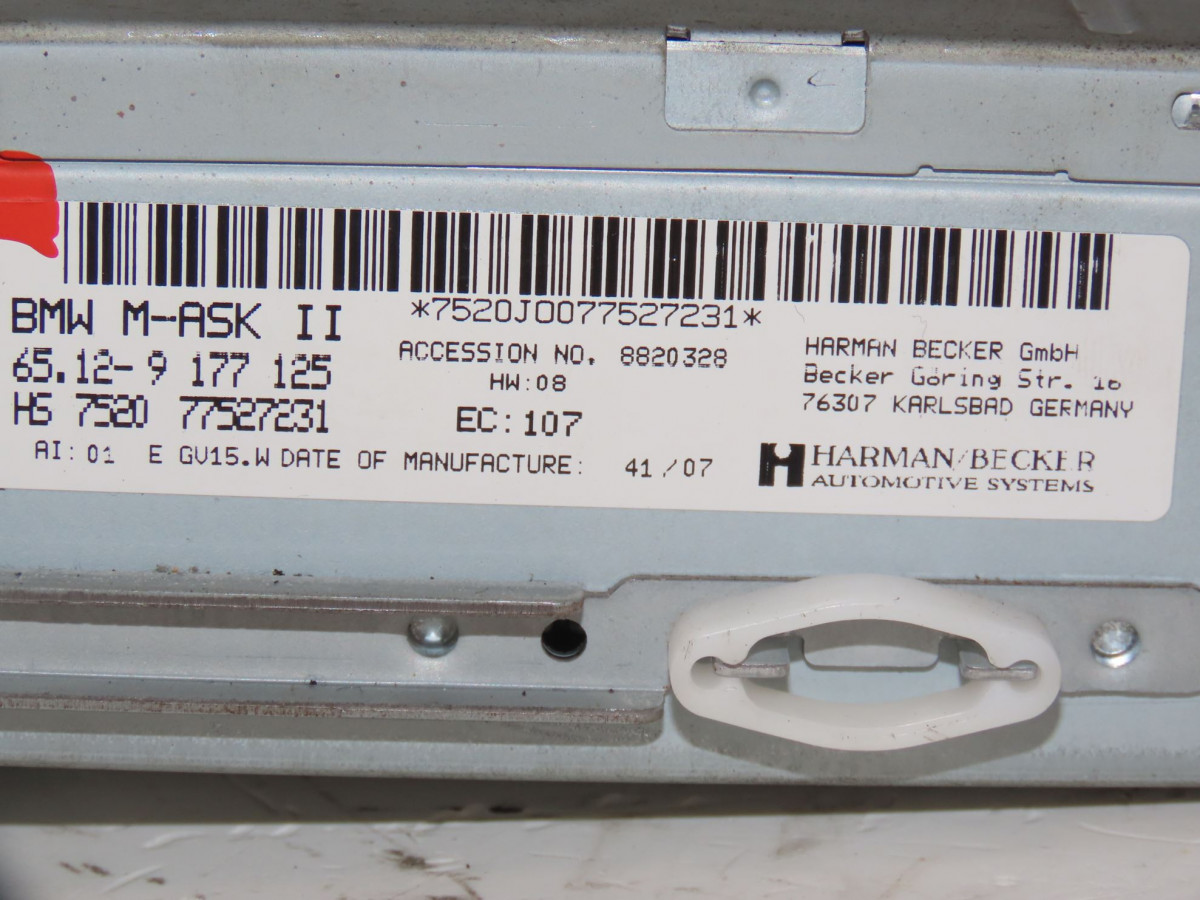 *7520J0077527231*
BMW M-ASK II
65.12-9 177 125
HS 7520 77527231
ACCESSION NO. 8820328
HW:08
EC:107
AI:01 E GV15.W DATE OF MANUFACTURE: 41/07
HARMAN BECKER GmbH
Becker Göring Str. 16
76307 KARLSBAD GERMANY
HARMAN/BECKER
AUTOMOTIVE SYSTEMS